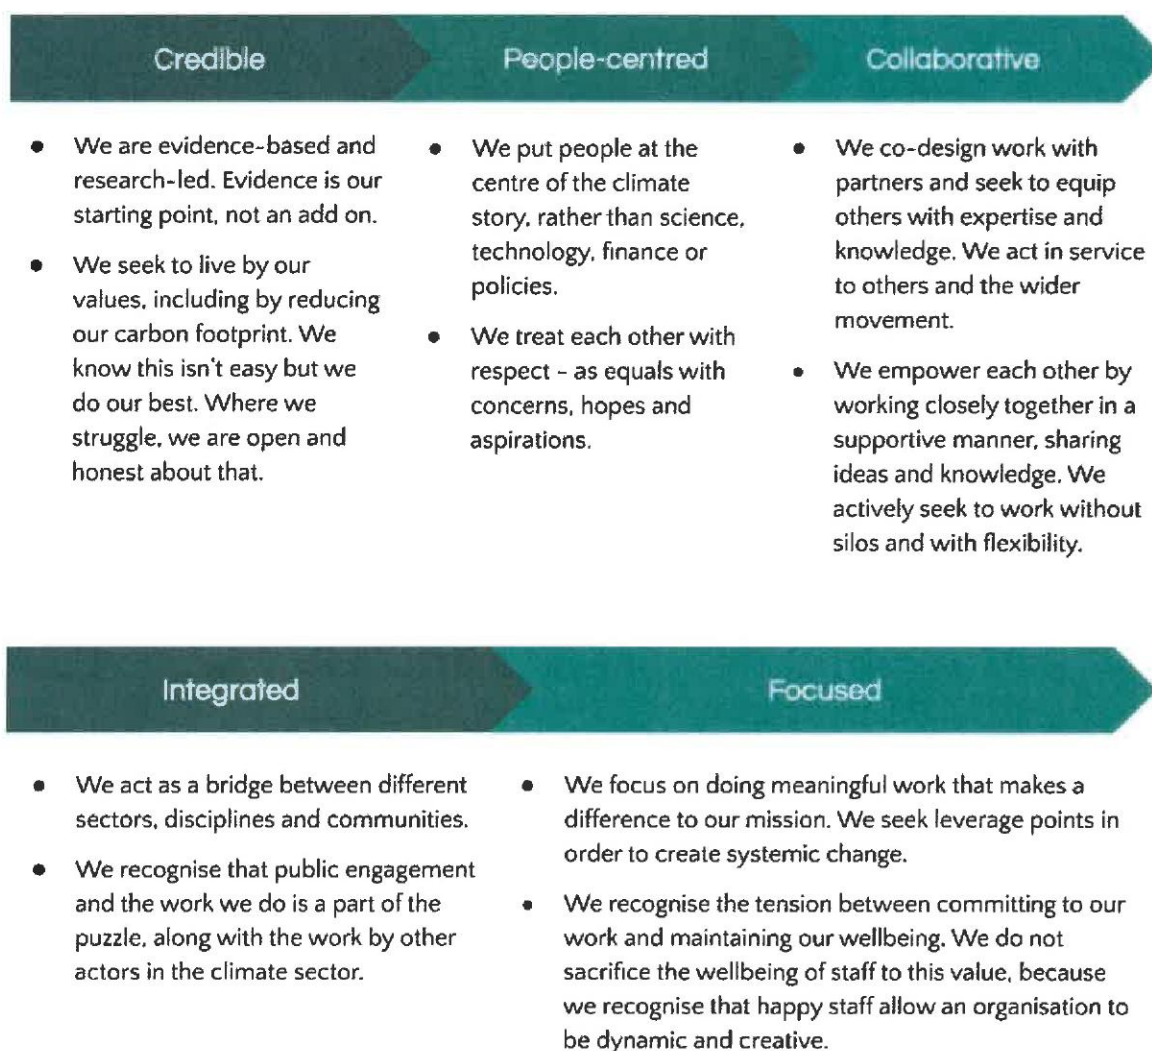 Credible
People-centred
Collaborative
• We are evidence-based and
research-led. Evidence is our
starting point, not an add on.
• We seek to live by our
values, including by reducing
our carbon footprint. We
know this isn't easy but we
do our best. Where we
struggle, we are open and
honest about that.
• We put people at the
centre of the climate
story, rather than science,
technology, finance or
policies.
• We treat each other with
respect - as equals with
concerns, hopes and
aspirations.
• We co-design work with
partners and seek to equip
others with expertise and
knowledge. We act in service
to others and the wider
movement.
• We empower each other by
working closely together in a
supportive manner, sharing
ideas and knowledge. We
actively seek to work without
silos and with flexibility.
Integrated
Focused
• We act as a bridge between different
sectors, disciplines and communities.
• We recognise that public engagement
and the work we do is a part of the
puzzle, along with the work by other
actors in the climate sector.
• We focus on doing meaningful work that makes a
difference to our mission. We seek leverage points in
order to create systemic change.
• We recognise the tension between committing to our
work and maintaining our wellbeing. We do not
sacrifice the wellbeing of staff to this value, because
we recognise that happy staff allow an organisation to
be dynamic and creative.